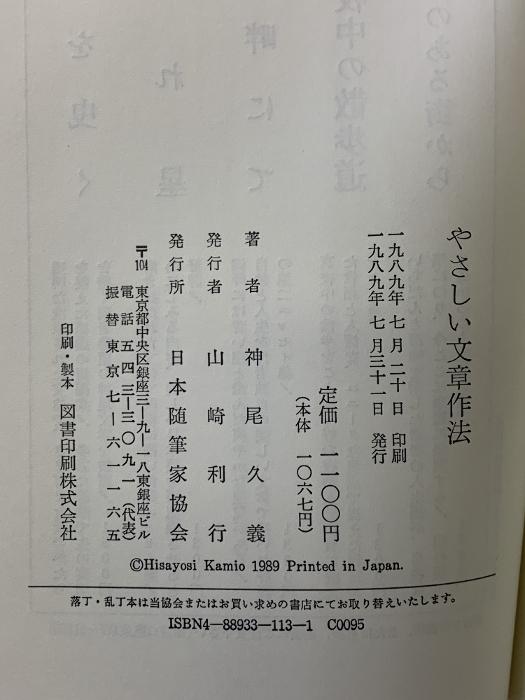 やさしい文章作法
一九八九年 七月 二十日 印刷
一九八九年 七月三十一日 発行
定価 一一〇〇円
(本体 一〇六七円)
著者 神尾久義
発行者 山崎利行
発行所 日本随筆家協会
〒104 東京都中央区銀座三―九―一八東銀座ビル
電話 五四三―三〇九一(代表)
振替 東京七―六一一六五
印刷・製本 図書印刷株式会社
©Hisayosi Kamio 1989 Printed in Japan.
落丁・乱丁本は当協会またはお買い求めの書店にてお取り替えいたします。
ISBN4―88933―113―1 C0095